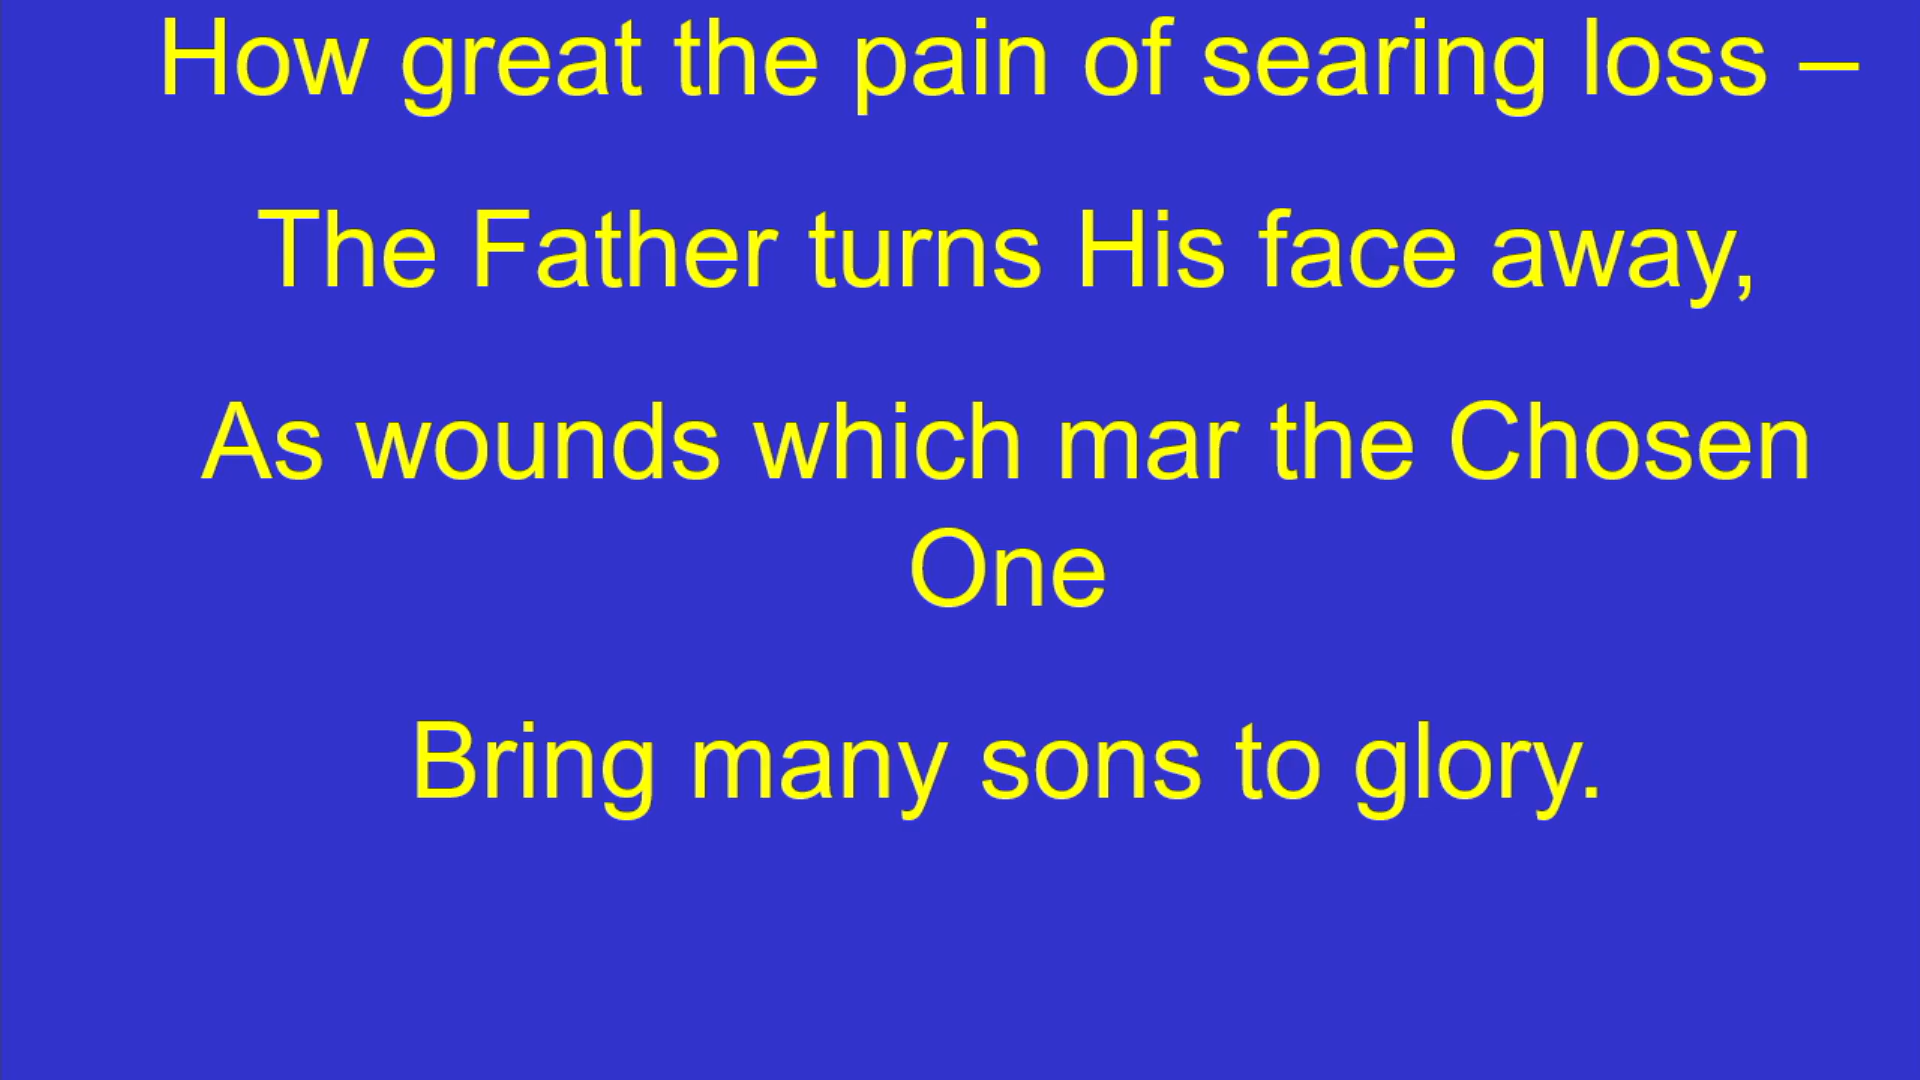 How great the pain of searing loss –
The Father turns His face away,
As wounds which mar the Chosen
One
Bring many sons to glory.